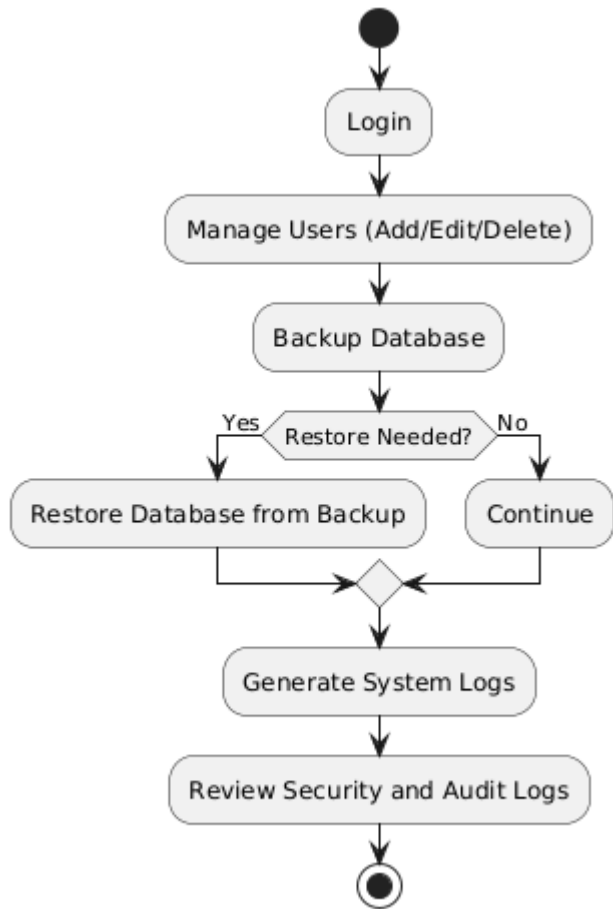 Login
Manage Users (Add/Edit/Delete)
Backup Database
Yes
Restore Needed?
No
Restore Database from Backup
Continue
Generate System Logs
Review Security and Audit Logs